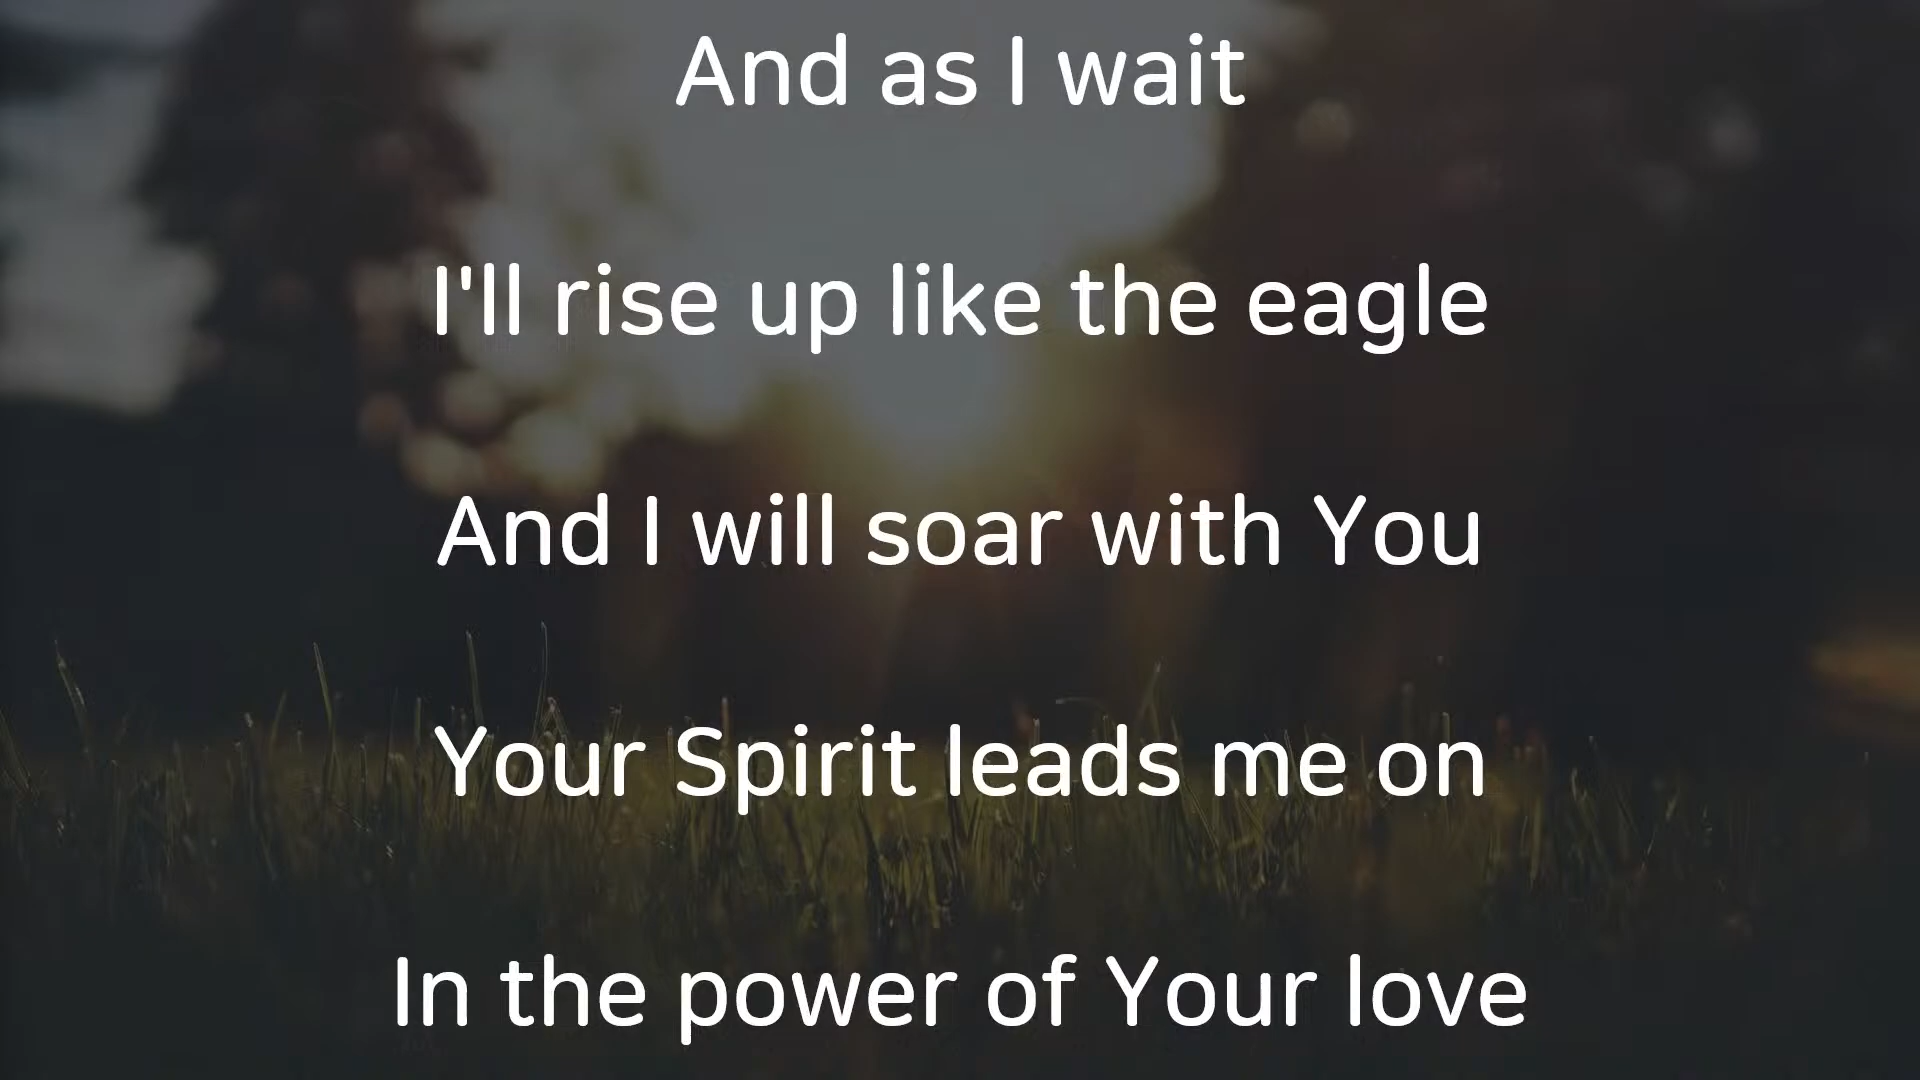 And as I wait
I'll rise up like the eagle
And I will soar with You
Your Spirit leads me on
In the power of Your love